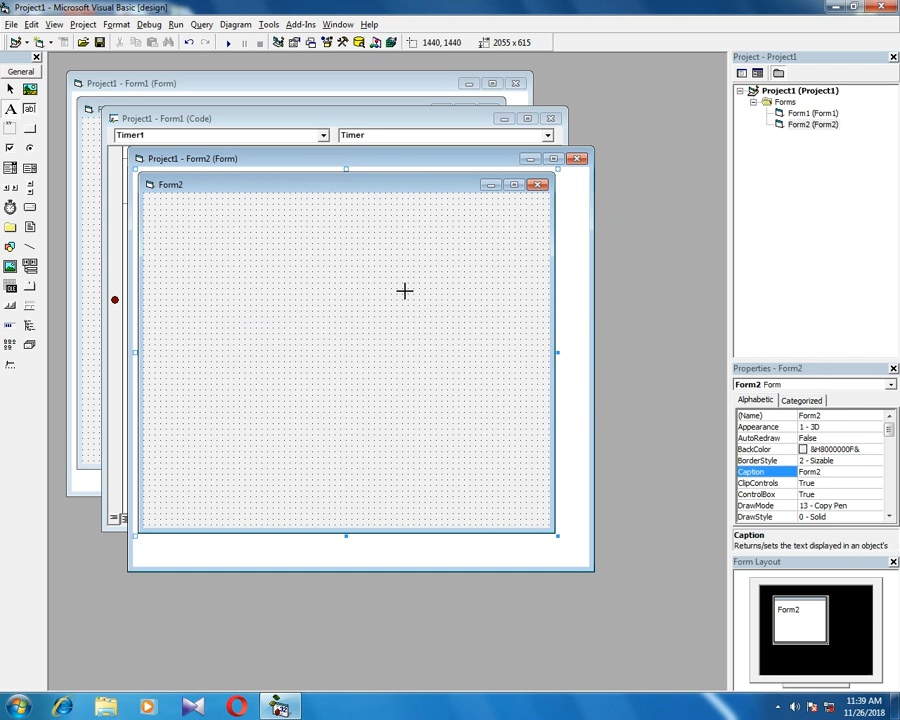 Project1 - Microsoft Visual Basic [design]
File Edit View Project Format Debug Run Query Diagram Tools Add-Ins Window Help
1440, 1440 2055 x 615
General
Project1 - Form1 (Form)
Project1 - Form1 (Code)
Timer1 Timer
Project1 - Form2 (Form)
Form2
A
ab
Project - Project1
Project1 (Project1)
Forms
Form1 (Form1)
Form2 (Form2)
Properties - Form2
Form2 Form
Alphabetic Categorized
(Name) Form2
Appearance 1 - 3D
AutoRedraw False
BackColor &H8000000F&
BorderStyle 2 - Sizable
Caption Form2
ClipControls True
ControlBox True
DrawMode 13 - Copy Pen
DrawStyle 0 - Solid
Caption
Returns/sets the text displayed in an object's
Form Layout
Form2
11:39 AM
11/26/2018